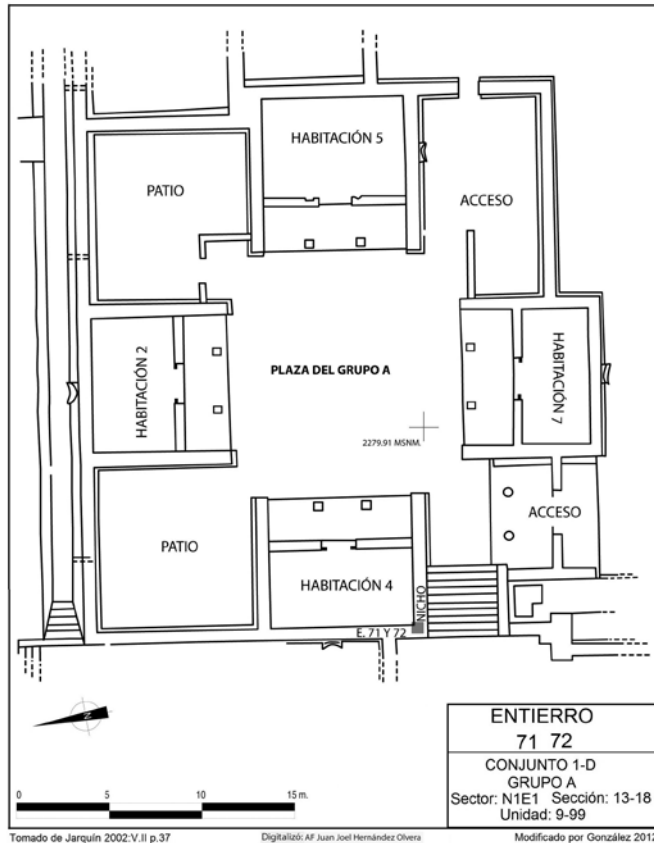 HABITACIÓN 5
PATIO
ACCESO
HABITACIÓN 2
PLAZA DEL GRUPO A
HABITACIÓN 7
2279.91 MSNM.
ACCESO
PATIO
HABITACIÓN 4
NICHO
E. 71 Y 72
N
ENTIERRO
71 72
CONJUNTO 1-D
GRUPO A
Sector: N1E1 Sección: 13-18
Unidad: 9-99
0 5 10 15 m.
Tomado de Jarquín 2002:V.II p.37
Digitalizó: AF Juan Joel Hernández Olvera
Modificado por González 2012